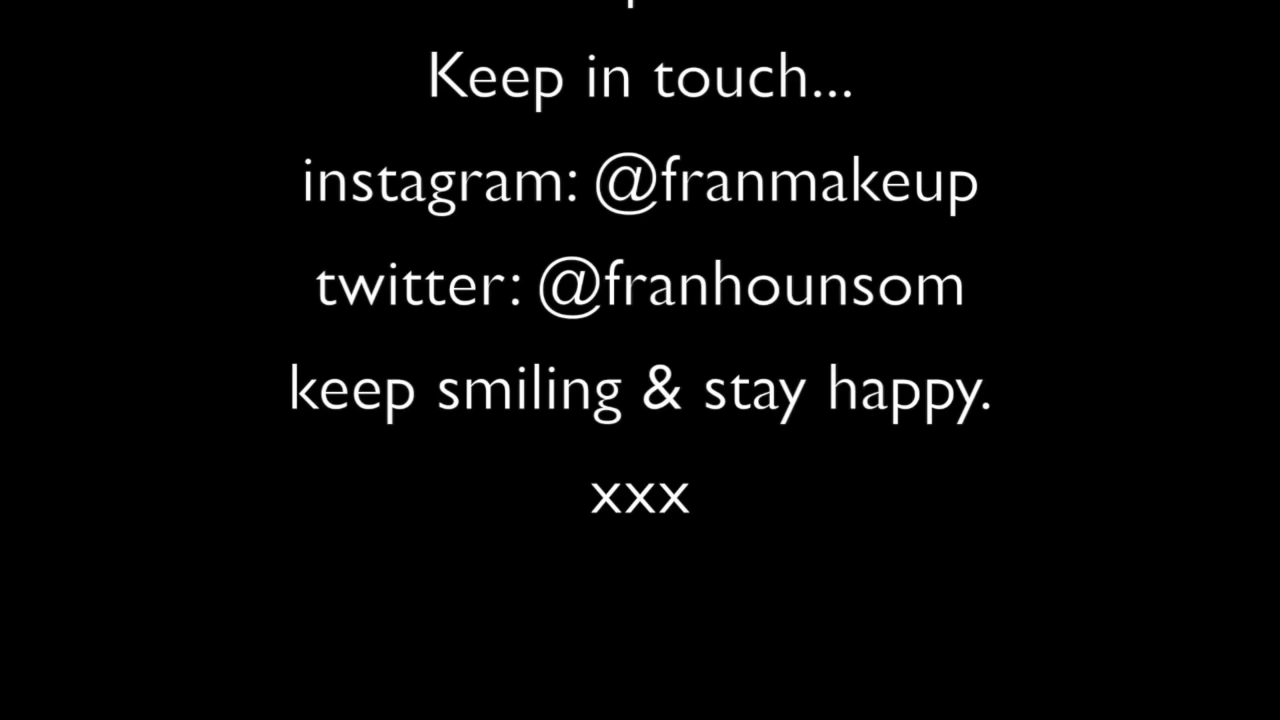 Keep in touch...
instagram: @franmakeup
twitter: @franhounsom
keep smiling & stay happy.
xxx